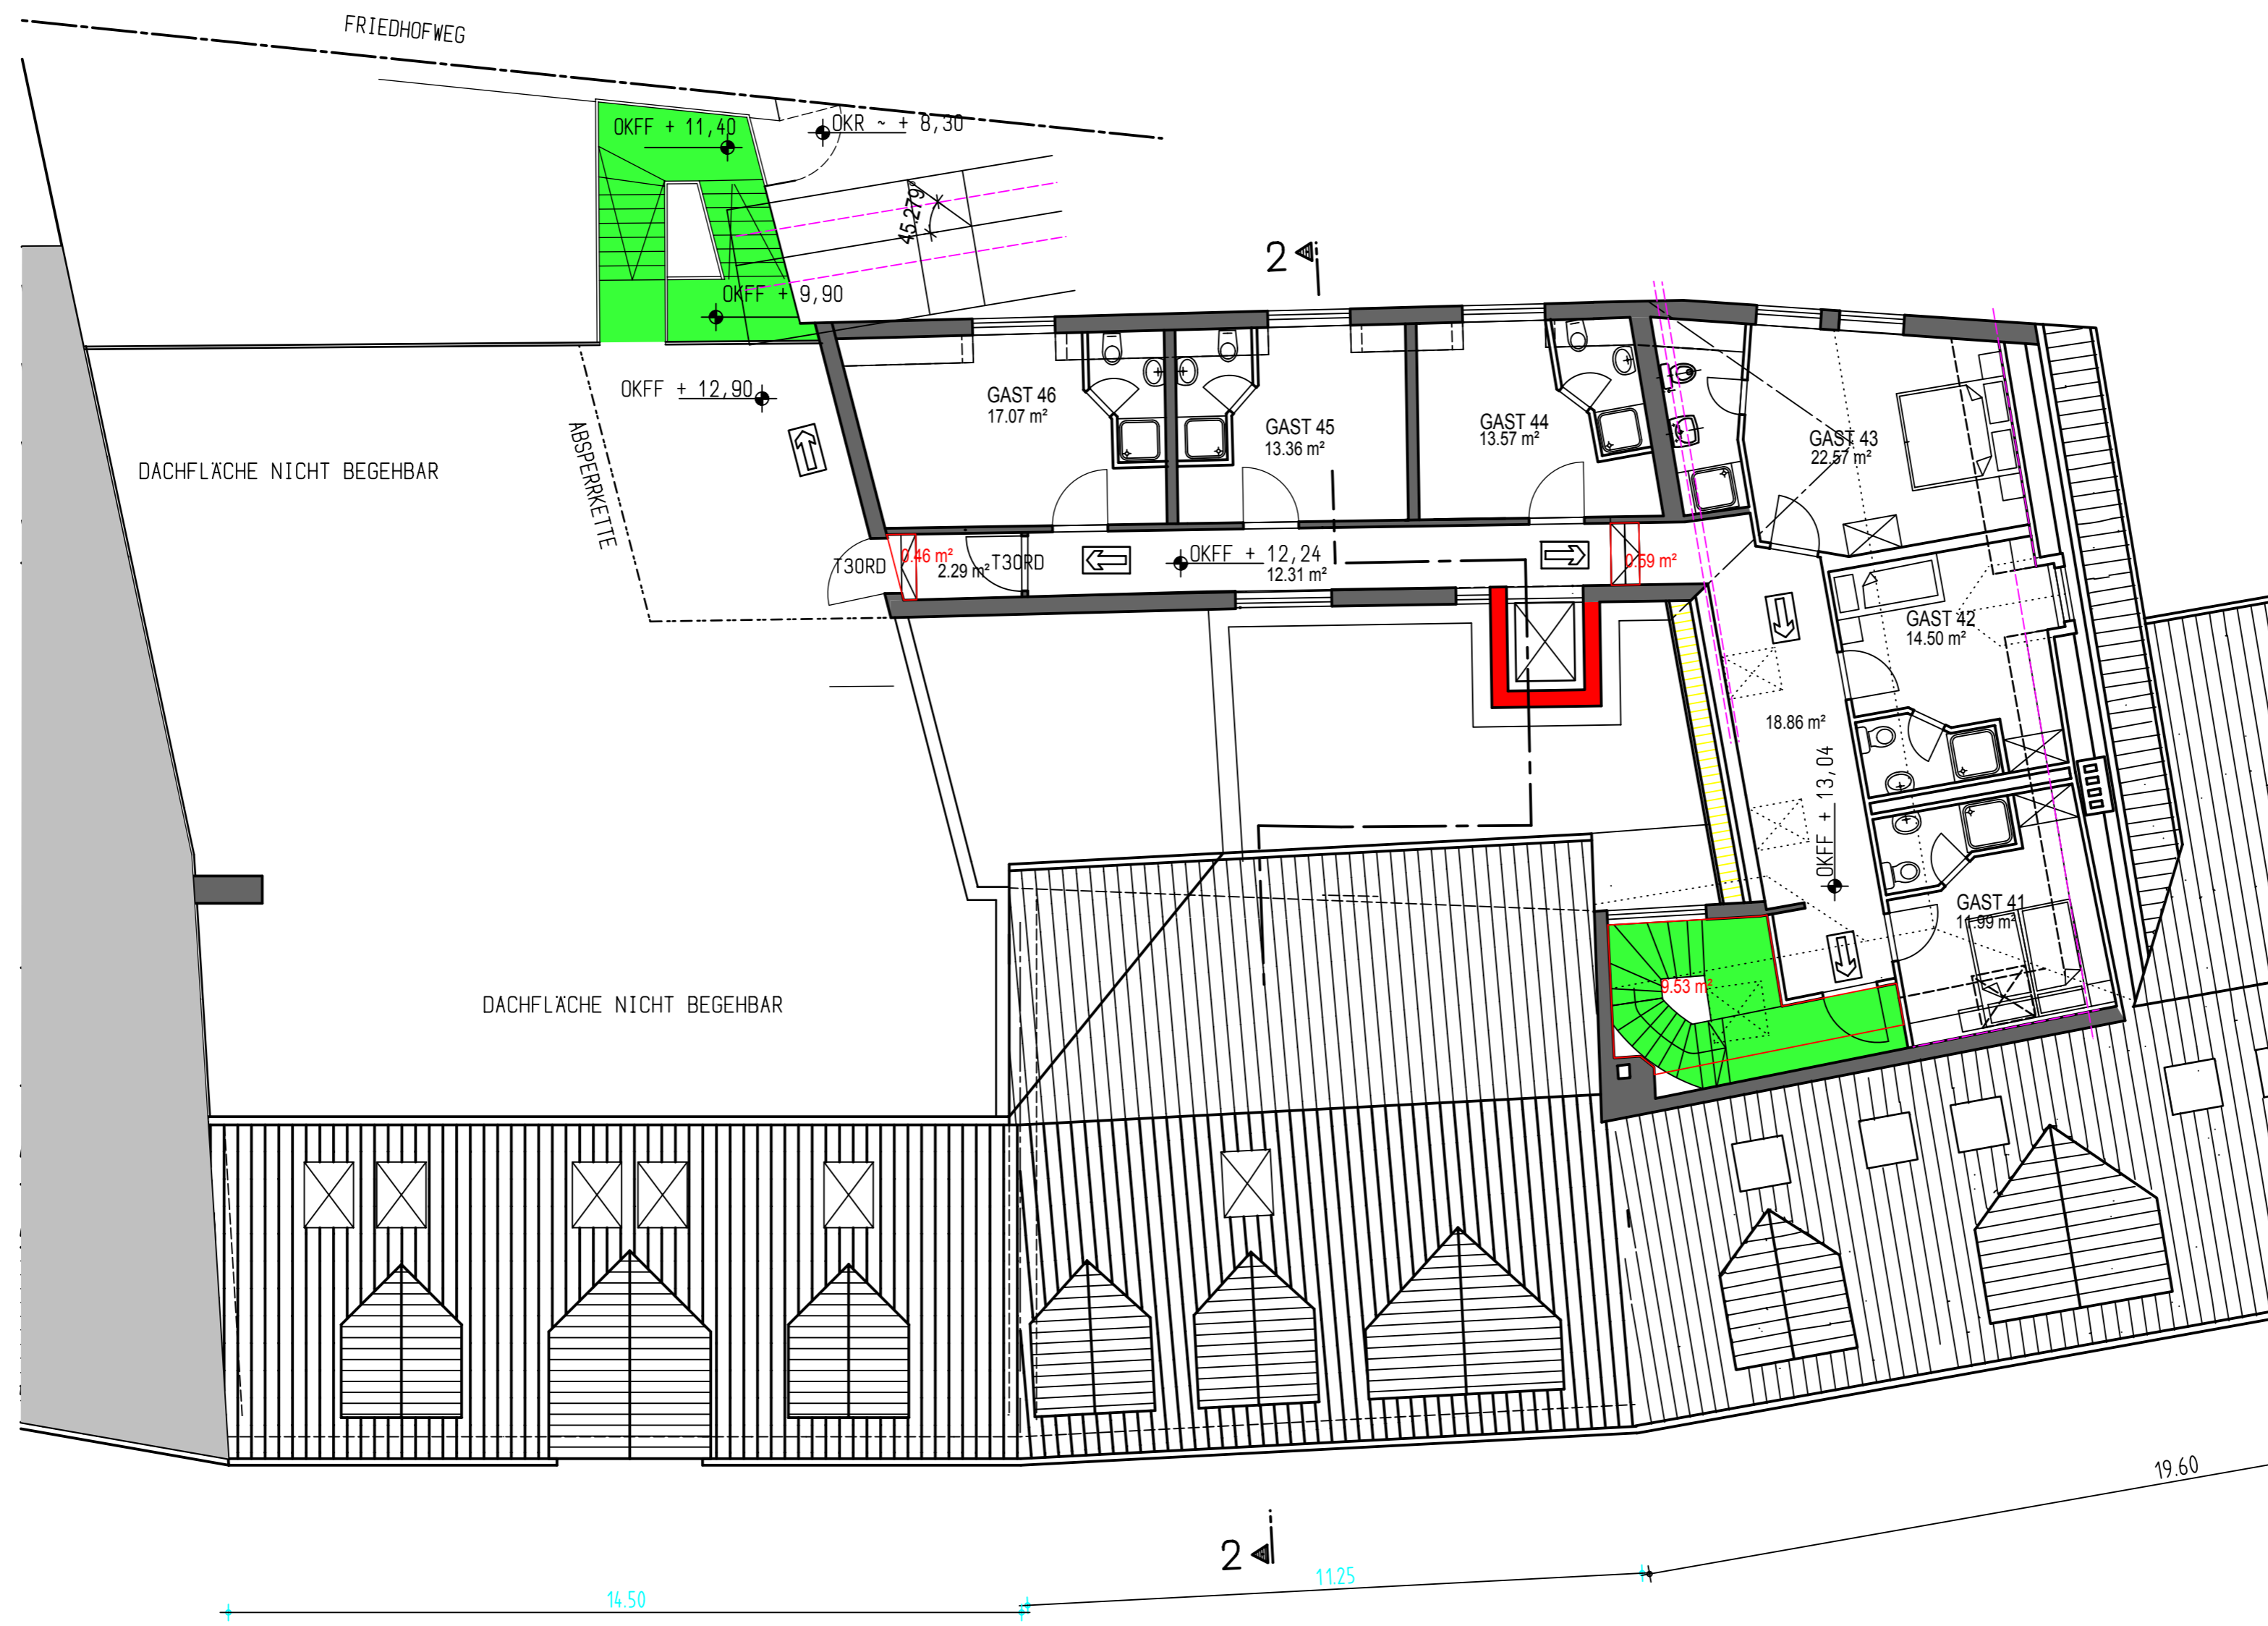 FRIEDHOFWEG
OKFF + 11,40
OKR ~ + 8,30
45.279°
2
OKFF + 9,90
OKFF + 12,90
ABSPERRKETTE
DACHFLÄCHE NICHT BEGEHBAR
GAST 46
17.07 m²
GAST 45
13.36 m²
GAST 44
13.57 m²
GAST 43
22.57 m²
T30RD
0.46 m²
2.29 m²
T30RD
OKFF + 12,24
12.31 m²
0.59 m²
GAST 42
14.50 m²
18.86 m²
OKFF + 13,04
GAST 41
11.99 m²
9.53 m²
DACHFLÄCHE NICHT BEGEHBAR
19.60
2
11.25
14.50